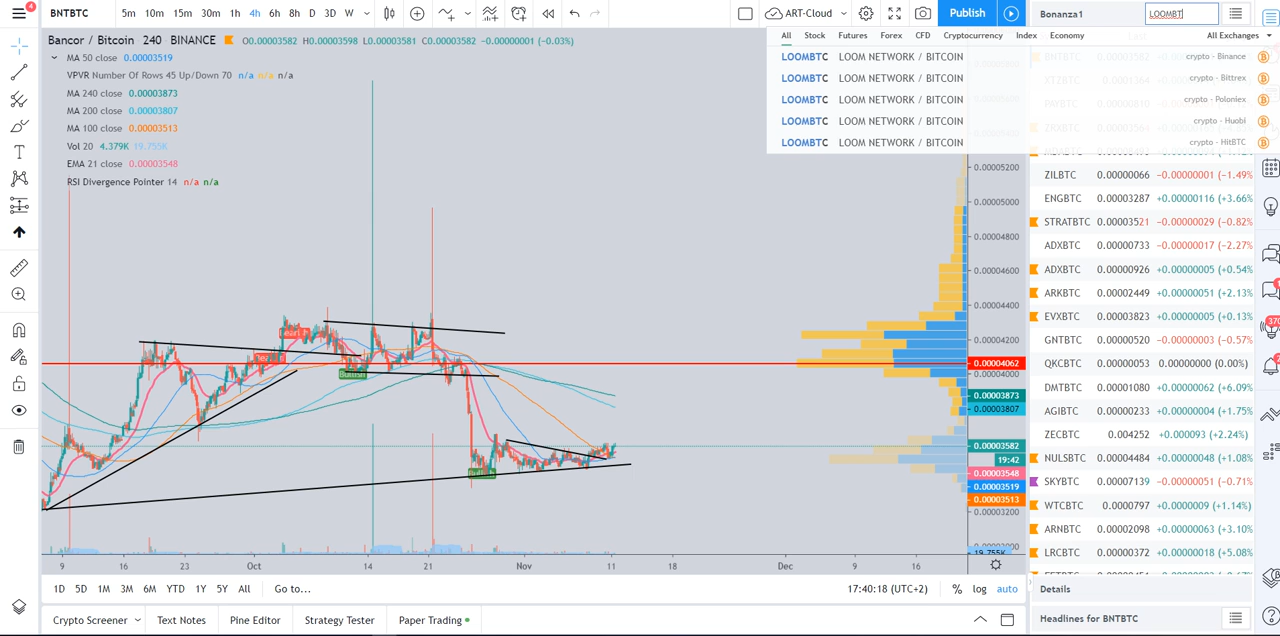 4
BNTBTC
5m 10m 15m 30m 1h 4h 6h 8h D 3D W
ART-Cloud
Publish
Bonanza1
LOOMBT
Bancor / Bitcoin 240 BINANCE O0.00003582 H0.00003598 L0.00003581 C0.00003582 −0.00000001 (−0.03%)
MA 50 close 0.00003519
VPVR Number Of Rows 45 Up/Down 70 n/a n/a n/a
MA 240 close 0.00003873
MA 200 close 0.00003807
MA 100 close 0.00003513
Vol 20 4.379K 19.755K
EMA 21 close 0.00003548
RSI Divergence Pointer 14 n/a n/a
All Stock Futures Forex CFD Cryptocurrency Index Economy All Exchanges
LOOMBTC LOOM NETWORK / BITCOIN crypto - Binance
LOOMBTC LOOM NETWORK / BITCOIN crypto - Bittrex
LOOMBTC LOOM NETWORK / BITCOIN crypto - Poloniex
LOOMBTC LOOM NETWORK / BITCOIN crypto - Huobi
LOOMBTC LOOM NETWORK / BITCOIN crypto - HitBTC
0.00005200
0.00005000
0.00004800
0.00004600
0.00004400
0.00004200
0.00004062
0.00004000
0.00003873
0.00003807
0.00003582
19:42
0.00003548
0.00003519
0.00003513
0.00003200
19.755K
ZILBTC 0.00000066 −0.00000001 (−1.49%)
ENGBTC 0.00003287 +0.00000116 (+3.66%)
STRATBTC 0.00003521 −0.00000029 (−0.82%)
ADXBTC 0.00000733 −0.00000017 (−2.27%)
ADXBTC 0.00000926 +0.00000005 (+0.54%)
ARKBTC 0.00002449 +0.00000051 (+2.13%)
EVXBTC 0.00003823 +0.00000005 (+0.13%)
GNTBTC 0.00000520 −0.00000003 (−0.57%)
QKCBTC 0.00000053 0.00000000 (0.00%)
DMTBTC 0.00001080 +0.00000062 (+6.09%)
AGIBTC 0.00000233 +0.00000004 (+1.75%)
ZECBTC 0.004252 +0.000093 (+2.24%)
NULSBTC 0.00004484 +0.00000048 (+1.08%)
SKYBTC 0.00007139 −0.00000051 (−0.71%)
WTCBTC 0.0000797 +0.0000009 (+1.14%)
ARNBTC 0.00002098 +0.00000063 (+3.10%)
LRCBTC 0.00000372 +0.00000018 (+5.08%)
370
9 16 23 Oct 14 21 Nov 11 18 Dec 9 16
1D 5D 1M 3M 6M YTD 1Y 5Y All Go to...
17:40:18 (UTC+2) % log auto
Details
Crypto Screener Text Notes Pine Editor Strategy Tester Paper Trading
Headlines for BNTBTC